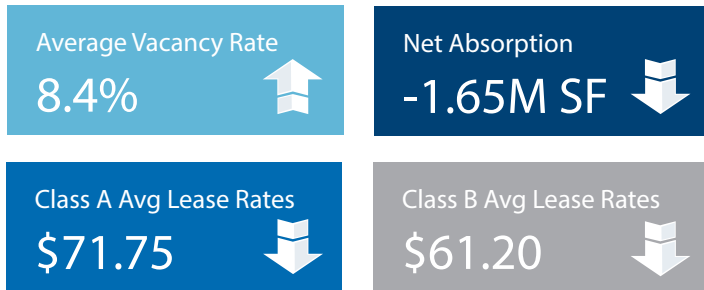 Average Vacancy Rate
8.4%
Net Absorption
-1.65M SF
Class A Avg Lease Rates
$71.75
Class B Avg Lease Rates
$61.20